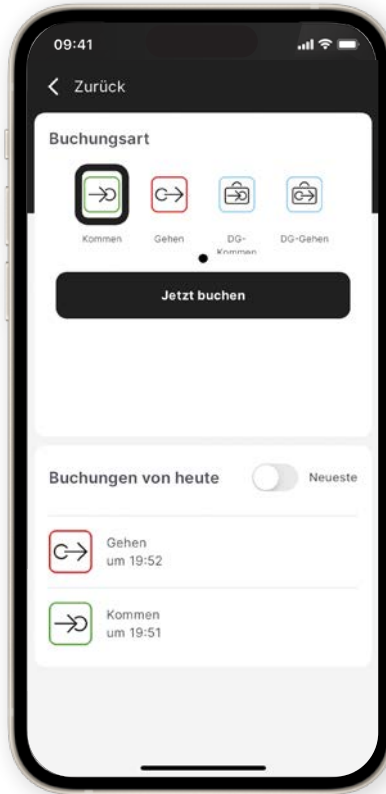 09:41
Zurück
Buchungsart
Kommen
Gehen
DG-
Kommen
DG-Gehen
Jetzt buchen
Buchungen von heute
Neueste
Gehen
um 19:52
Kommen
um 19:51